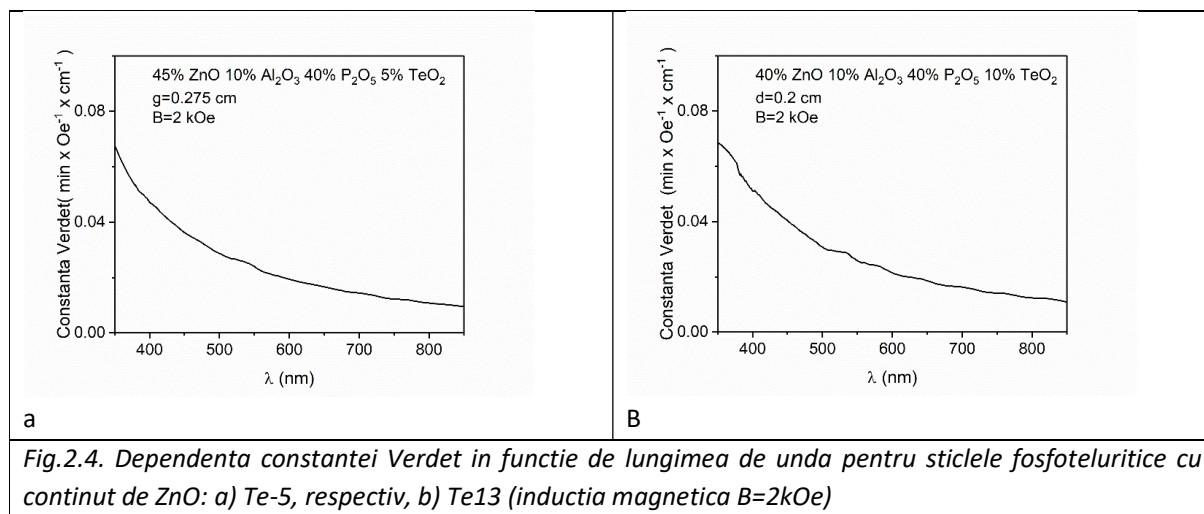 45% ZnO 10% Al₂O₃ 40% P₂O₅ 5% TeO₂
g=0.275 cm
B=2 kOe
Constanta Verdet( min x Oe⁻¹ x cm⁻¹ )
0.08
0.04
0.00
400 500 600 700 800
λ (nm)
a
40% ZnO 10% Al₂O₃ 40% P₂O₅ 10% TeO₂
d=0.2 cm
B=2 kOe
Constanta Verdet (min x Oe⁻¹ x cm⁻¹)
0.08
0.04
0.00
400 500 600 700 800
λ (nm)
B
Fig.2.4. Dependenta constantei Verdet in functie de lungimea de unda pentru sticlele fosfoteluritice cu
continut de ZnO: a) Te-5, respectiv, b) Te13 (inductia magnetica B=2kOe)